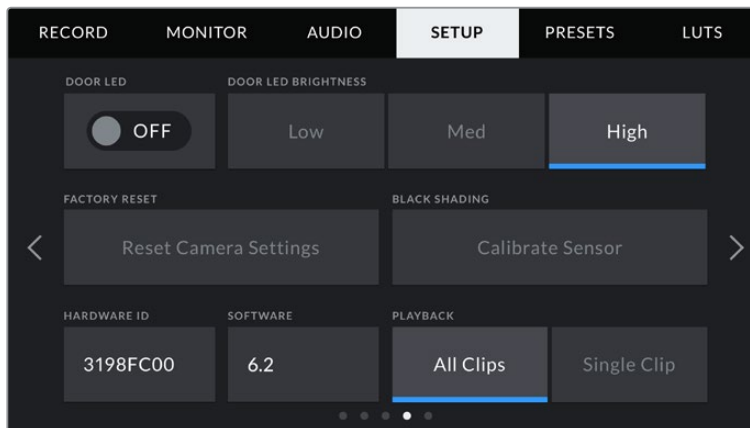 RECORD MONITOR AUDIO SETUP PRESETS LUTS
DOOR LED DOOR LED BRIGHTNESS
OFF Low Med High
FACTORY RESET BLACK SHADING
Reset Camera Settings Calibrate Sensor
HARDWARE ID SOFTWARE PLAYBACK
3198FC00 6.2 All Clips Single Clip